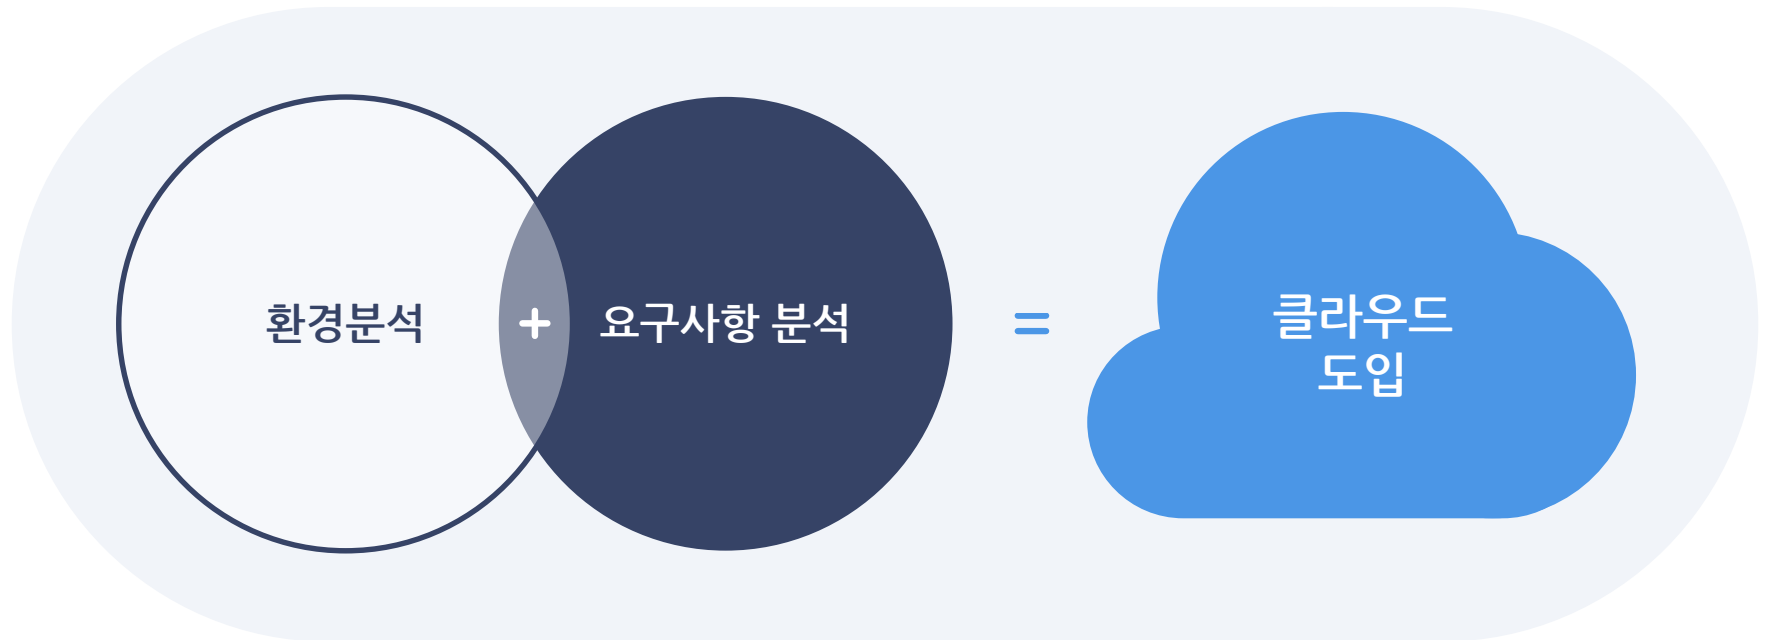 환경분석 + 요구사항 분석 = 클라우드
도입